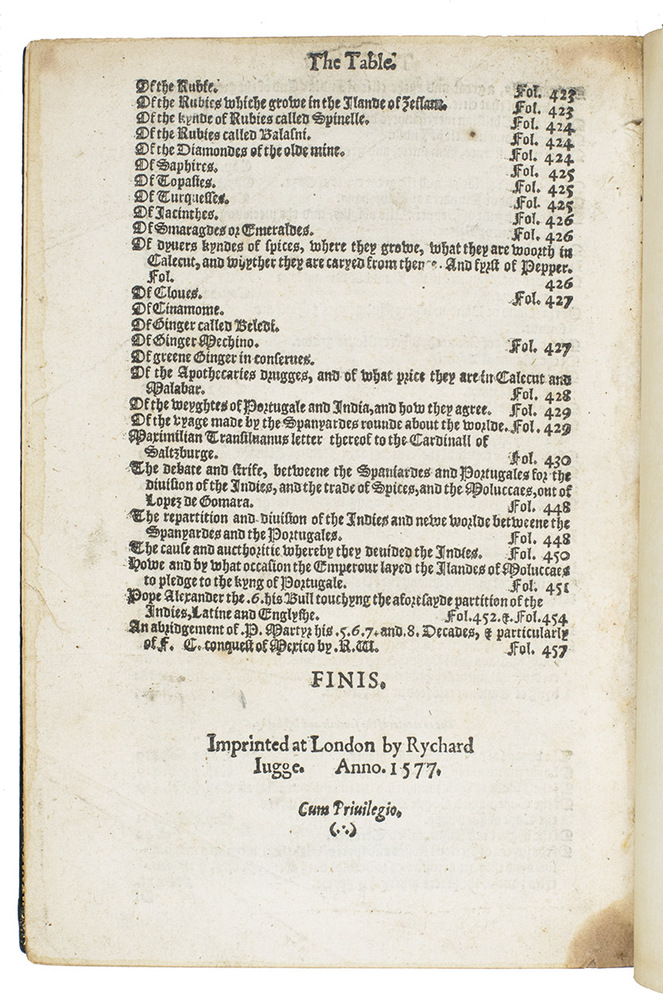 The Table.
Of the Rubie. Fol. 423
Of the Rubies whiche growe in the Ilande of Zeilam. Fol. 423
Of the kynde of Rubies called Spinelle. Fol. 424
Of the Rubies called Balasni. Fol. 424
Of the Diamondes of the olde mine. Fol. 424
Of Saphires. Fol. 425
Of Topasies. Fol. 425
Of Turquesses. Fol. 425
Of Iacinthes. Fol. 426
Of Smaragdes or Emeraldes. Fol. 426
Of dyuers kyndes of spices, where they growe, what they are woorth in
Calecut, and whyther they are caryed from thence. And fyrst of Pepper.
Fol. 426
Of Cloues. Fol. 427
Of Cinamome.
Of Ginger called Beledi.
Of Ginger Mechino. Fol. 427
Of greene Ginger in conserues.
Of the Apothecaries drugges, and of what price they are in Calecut and
Malabar. Fol. 428
Of the weyghtes of Portugale and India, and how they agree. Fol. 429
Of the vyage made by the Spanyardes rounde about the worlde. Fol. 429
Maximilian Transiluanus letter thereof to the Cardinall of
Saltzburge. Fol. 430
The debate and strife, betweene the Spaniardes and Portugales for the
diuision of the Indies, and the trade of Spices, and the Moluccaes, out of
Lopez de Gomara. Fol. 448
The repartition and diuision of the Indies and newe worlde betweene the
Spanyardes and the Portugales. Fol. 448
The cause and aucthoritie whereby they deuided the Indies. Fol. 450
Howe and by what occasion the Emperour layed the Ilandes of Moluccaes
to pledge to the kyng of Portugale. Fol. 451
Pope Alexander the .6. his Bull touchyng the aforesayde partition of the
Indies, Latine and Englyshe. Fol. 452. &. Fol. 454
An abridgement of .P. Martyr his .5.6.7. and .8. Decades, & particularly
of F. C. conquest of Mexico by .R.W. Fol. 457
FINIS.
Imprinted at London by Rychard
Iugge. Anno. 1577.
Cum Priuilegio.
(∴)